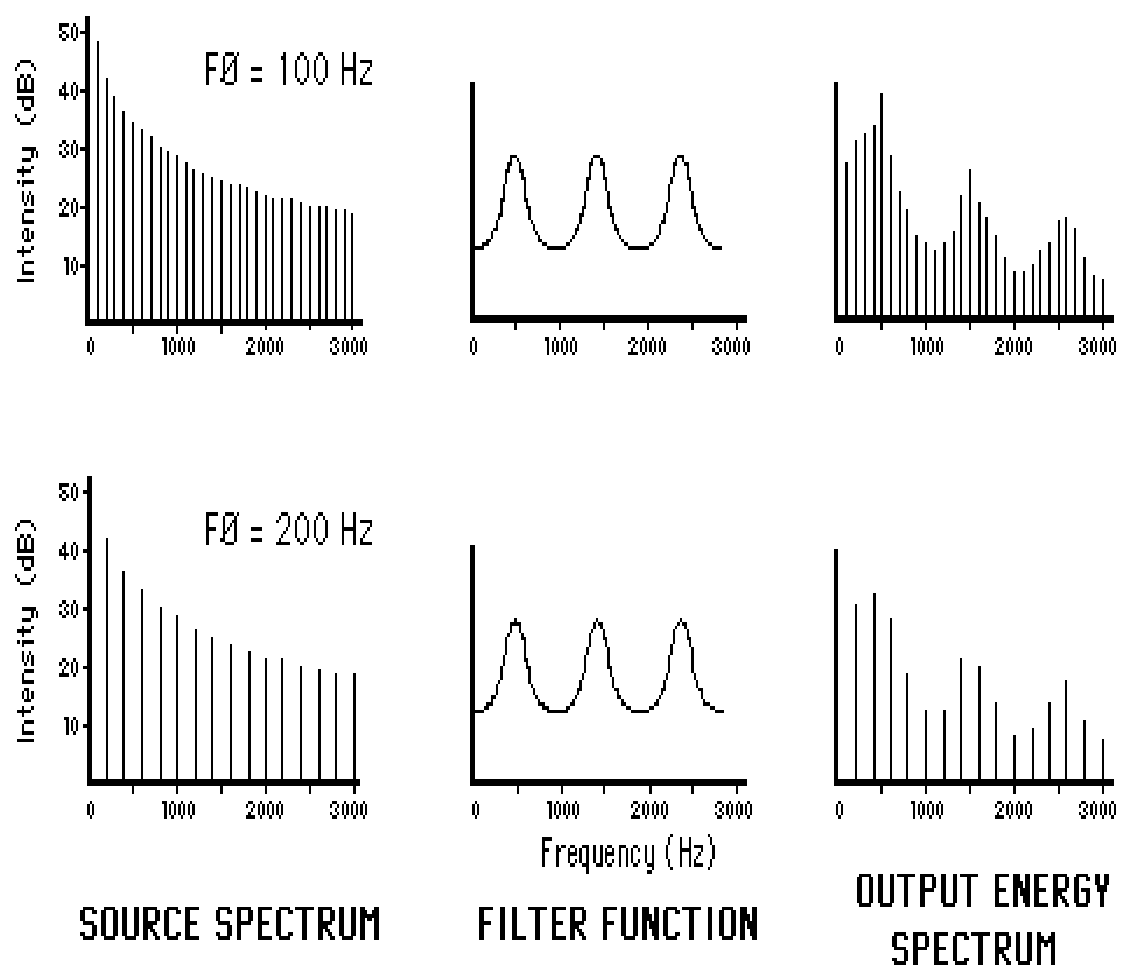 50
40
30
20
10
Intensity (dB)
FØ = 100 Hz
0 1000 2000 3000
0 1000 2000 3000
0 1000 2000 3000
50
40
30
20
10
Intensity (dB)
FØ = 200 Hz
0 1000 2000 3000
0 1000 2000 3000
0 1000 2000 3000
Frequency (Hz)
SOURCE SPECTRUM
FILTER FUNCTION
OUTPUT ENERGY
SPECTRUM